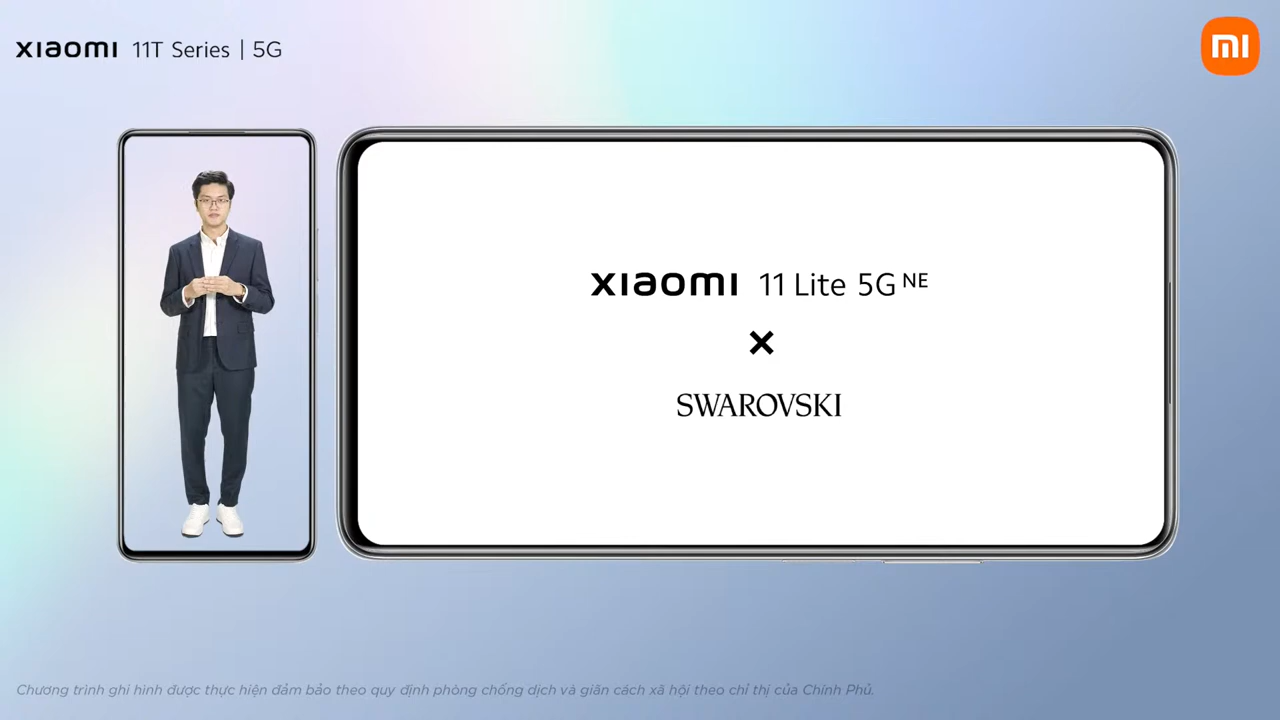 xiaomi 11T Series | 5G
mi
xiaomi 11 Lite 5G NE
×
SWAROVSKI
Chương trình ghi hình được thực hiện đảm bảo theo quy định phòng chống dịch và giãn cách xã hội theo chỉ thị của Chính Phủ.